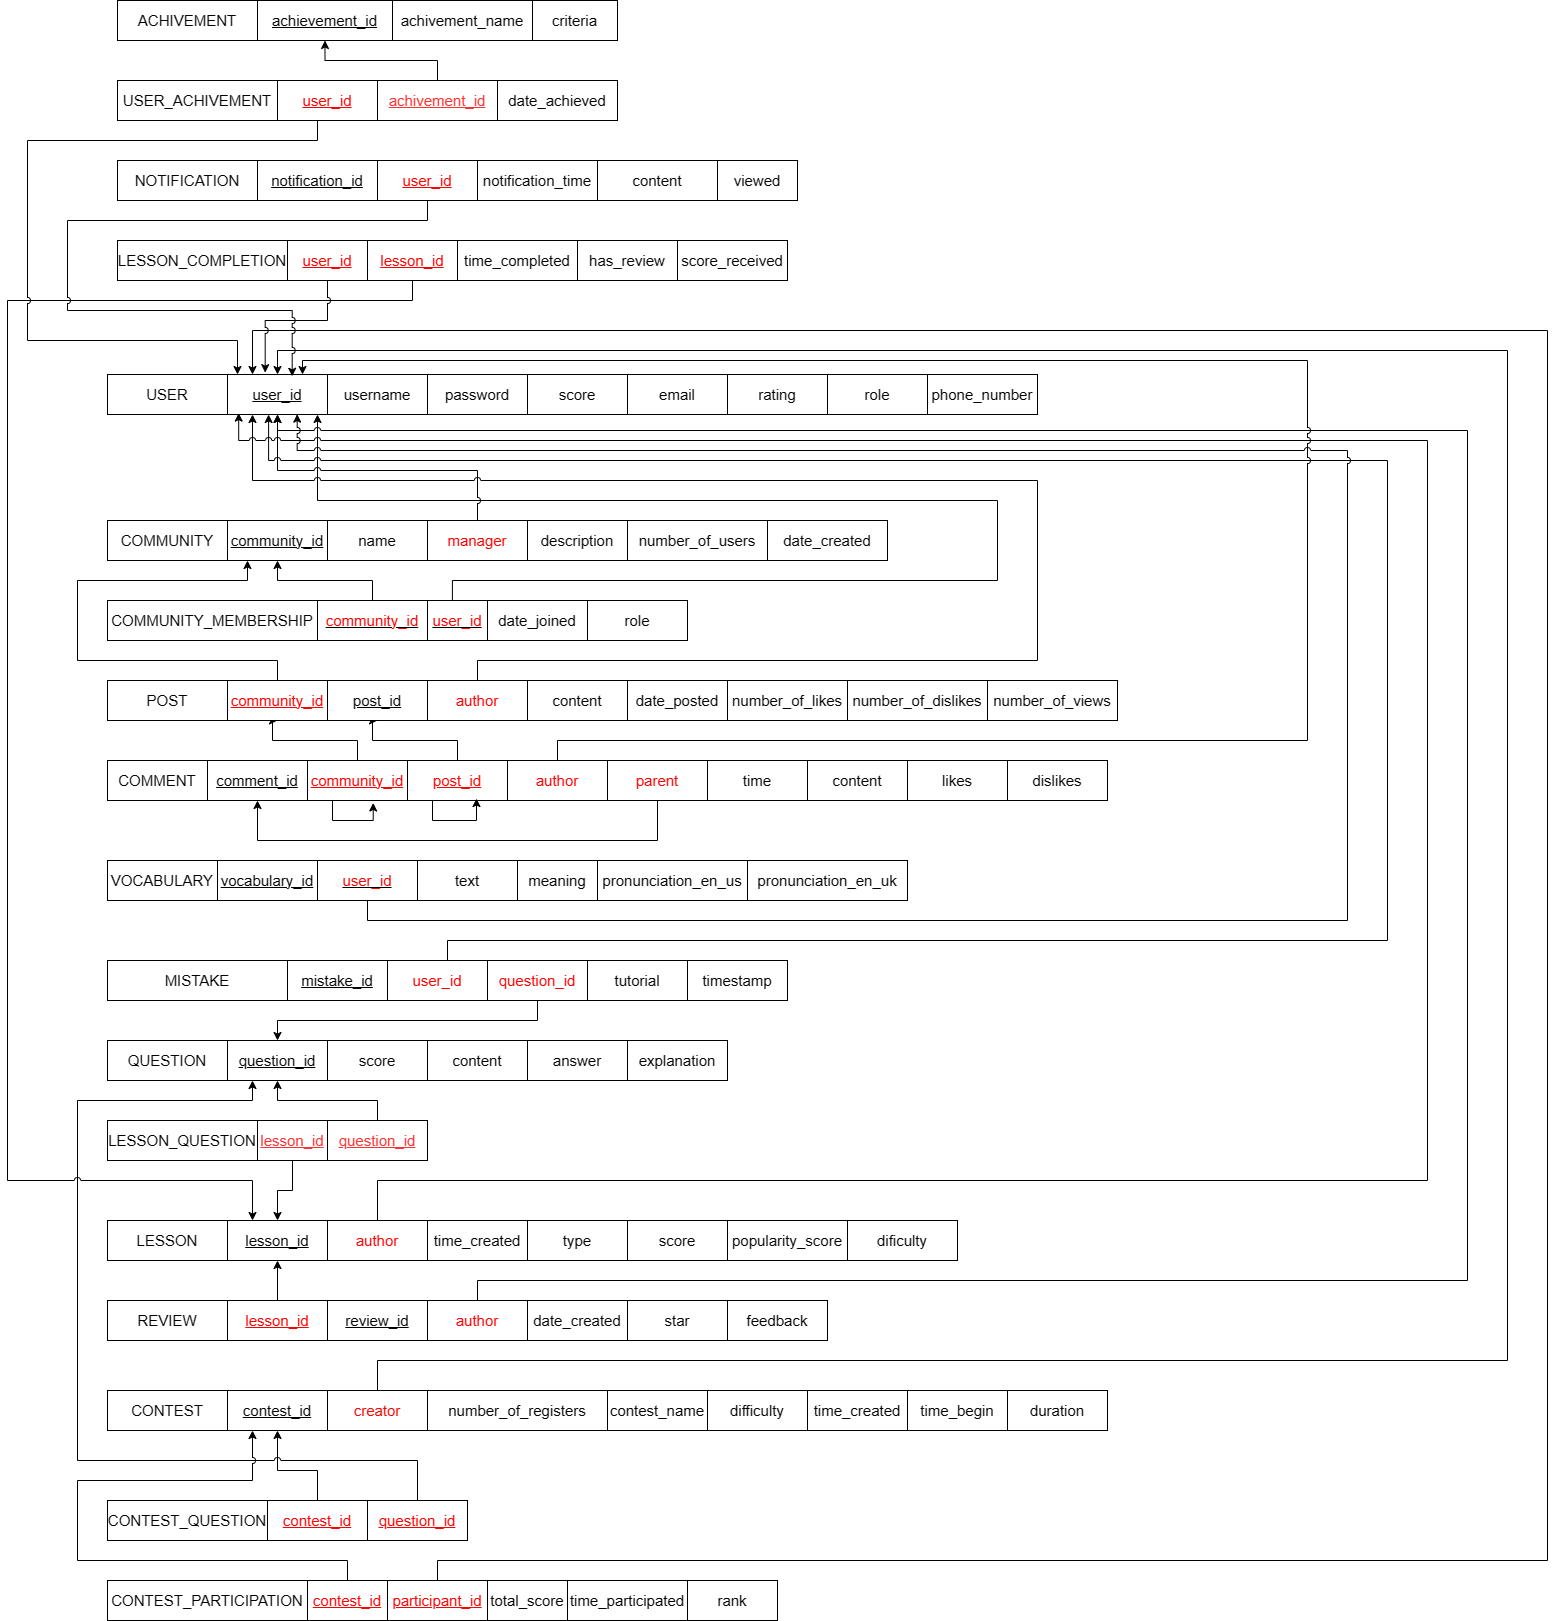 ACHIVEMENT achievement_id achivement_name criteria
USER_ACHIVEMENT user_id achivement_id date_achieved
NOTIFICATION notification_id user_id notification_time content viewed
LESSON_COMPLETION user_id lesson_id time_completed has_review score_received
USER user_id username password score email rating role phone_number
COMMUNITY community_id name manager description number_of_users date_created
COMMUNITY_MEMBERSHIP community_id user_id date_joined role
POST community_id post_id author content date_posted number_of_likes number_of_dislikes number_of_views
COMMENT comment_id community_id post_id author parent time content likes dislikes
VOCABULARY vocabulary_id user_id text meaning pronunciation_en_us pronunciation_en_uk
MISTAKE mistake_id user_id question_id tutorial timestamp
QUESTION question_id score content answer explanation
LESSON_QUESTION lesson_id question_id
LESSON lesson_id author time_created type score popularity_score dificulty
REVIEW lesson_id review_id author date_created star feedback
CONTEST contest_id creator number_of_registers contest_name difficulty time_created time_begin duration
CONTEST_QUESTION contest_id question_id
CONTEST_PARTICIPATION contest_id participant_id total_score time_participated rank